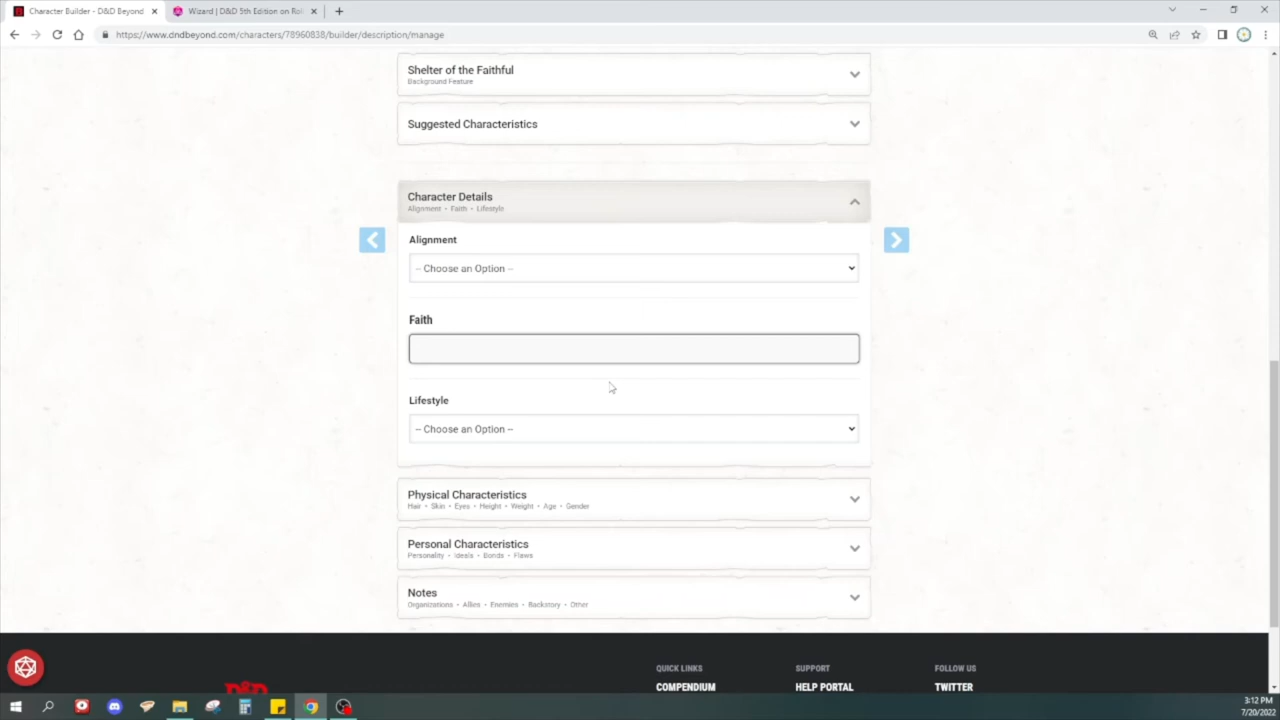 Character Builder - D&D Beyond
Wizard | D&D 5th Edition on Rol
https://www.dndbeyond.com/characters/78960838/builder/description/manage
Shelter of the Faithful
Background Feature
Suggested Characteristics
Character Details
Alignment • Faith • Lifestyle
Alignment
-- Choose an Option --
Faith
Lifestyle
-- Choose an Option --
Physical Characteristics
Hair • Skin • Eyes • Height • Weight • Age • Gender
Personal Characteristics
Personality • Ideals • Bonds • Flaws
Notes
Organizations • Allies • Enemies • Backstory • Other
QUICK LINKS
SUPPORT
FOLLOW US
D&D
COMPENDIUM
HELP PORTAL
TWITTER
3:12 PM
7/20/2022